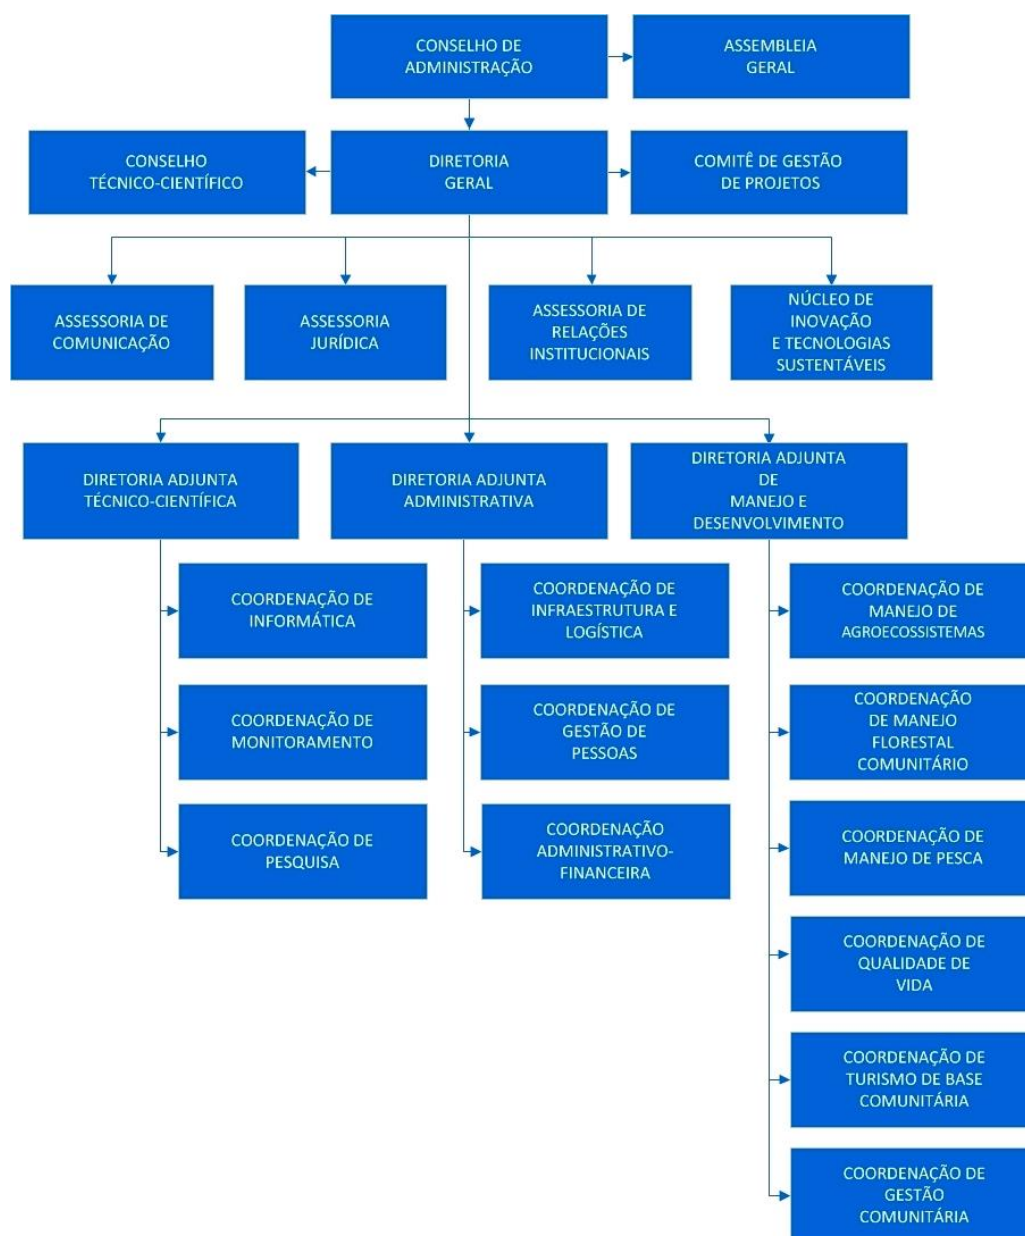 CONSELHO DE
ADMINISTRAÇÃO
ASSEMBLEIA
GERAL
CONSELHO
TÉCNICO-CIENTÍFICO
DIRETORIA
GERAL
COMITÊ DE GESTÃO
DE PROJETOS
ASSESSORIA DE
COMUNICAÇÃO
ASSESSORIA
JURÍDICA
ASSESSORIA DE
RELAÇÕES
INSTITUCIONAIS
NÚCLEO DE
INOVAÇÃO
E TECNOLOGIAS
SUSTENTÁVEIS
DIRETORIA ADJUNTA
TÉCNICO-CIENTÍFICA
DIRETORIA ADJUNTA
ADMINISTRATIVA
DIRETORIA ADJUNTA
DE
MANEJO E
DESENVOLVIMENTO
COORDENAÇÃO DE
INFORMÁTICA
COORDENAÇÃO DE
MONITORAMENTO
COORDENAÇÃO DE
PESQUISA
COORDENAÇÃO DE
INFRAESTRUTURA E
LOGÍSTICA
COORDENAÇÃO DE
GESTÃO DE
PESSOAS
COORDENAÇÃO
ADMINISTRATIVO-
FINANCEIRA
COORDENAÇÃO DE
MANEJO DE
AGROECOSSISTEMAS
COORDENAÇÃO
DE MANEJO
FLORESTAL
COMUNITÁRIO
COORDENAÇÃO DE
MANEJO DE PESCA
COORDENAÇÃO DE
QUALIDADE DE
VIDA
COORDENAÇÃO DE
TURISMO DE BASE
COMUNITÁRIA
COORDENAÇÃO DE
GESTÃO
COMUNITÁRIA